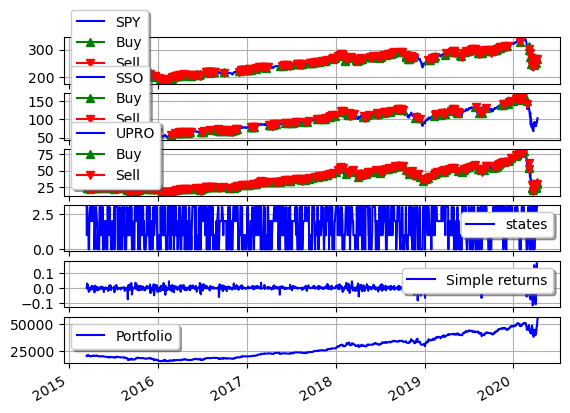 SPY
Buy
Sell
300
200
SSO
Buy
Sell
150
100
50
UPRO
Buy
Sell
75
50
25
2.5
0.0
states
0.1
0.0
−0.1
Simple returns
50000
25000
Portfolio
2015
2016
2017
2018
2019
2020